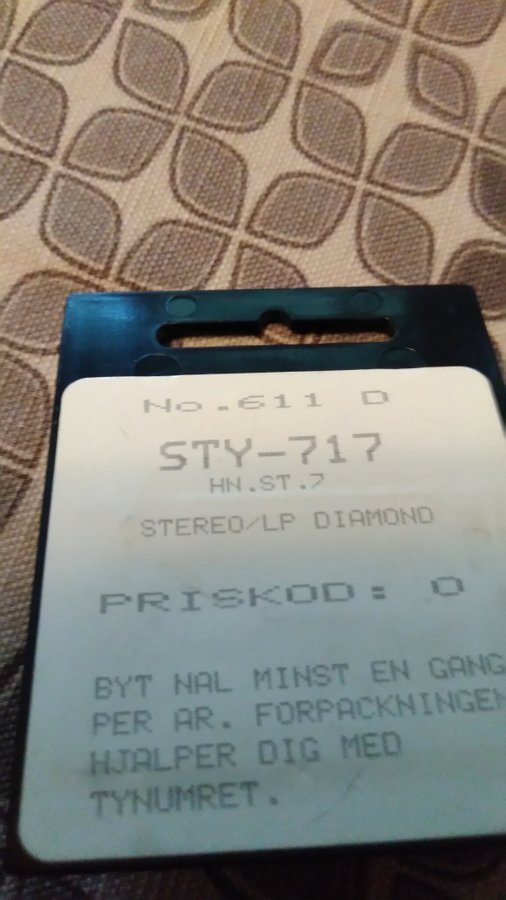 No.611 D
STY-717
HN.ST.7
STEREO/LP DIAMOND
PRISKOD: O
BYT NAL MINST EN GANG
PER AR. FORPACKNINGEN
HJALPER DIG MED
TYNUMRET.